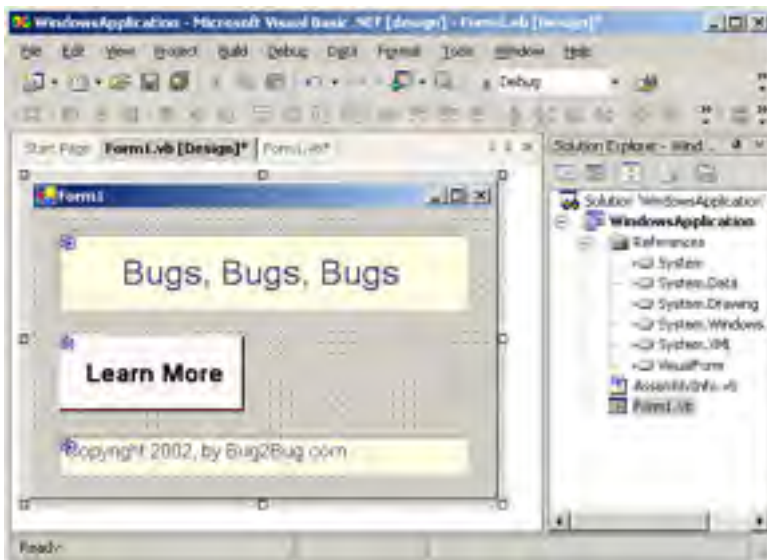 WindowsApplication - Microsoft Visual Basic .NET [design] - Form1.vb [Design]*
File Edit View Project Build Debug Data Format Tools Window Help
Debug
Start Page Form1.vb [Design]* Form1.vb*
Form1
Bugs, Bugs, Bugs
Learn More
Copyright 2002, by Bug2Bug.com
Solution Explorer - Wind...
Solution 'WindowsApplication'
WindowsApplication
References
System
System.Data
System.Drawing
System.Windows.
System.XML
VisualForm
AssemblyInfo.vb
Form1.vb
Ready